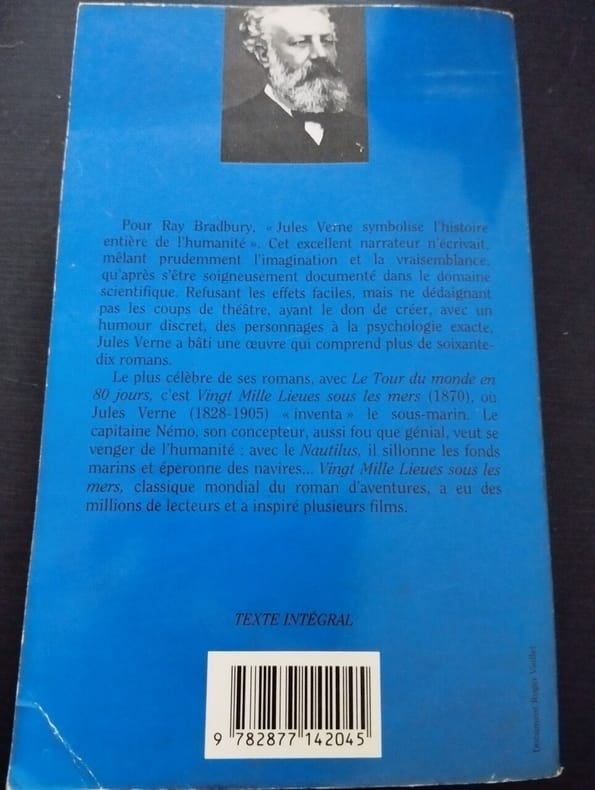 Pour Ray Bradbury, « Jules Verne symbolise l'histoire
entière de l'humanité ». Cet excellent narrateur n'écrivait,
mêlant prudemment l'imagination et la vraisemblance,
qu'après s'être soigneusement documenté dans le domaine
scientifique. Refusant les effets faciles, mais ne dédaignant
pas les coups de théâtre, ayant le don de créer, avec un
humour discret, des personnages à la psychologie exacte,
Jules Verne a bâti une œuvre qui comprend plus de soixante-
dix romans.
Le plus célèbre de ses romans, avec Le Tour du monde en
80 jours, c'est Vingt Mille Lieues sous les mers (1870), où
Jules Verne (1828-1905) « inventa » le sous-marin. Le
capitaine Némo, son concepteur, aussi fou que génial, veut se
venger de l'humanité : avec le Nautilus, il sillonne les fonds
marins et éperonne des navires... Vingt Mille Lieues sous les
mers, classique mondial du roman d'aventures, a eu des
millions de lecteurs et a inspiré plusieurs films.
TEXTE INTÉGRAL
9 782877 142045
Document Roger Viollet